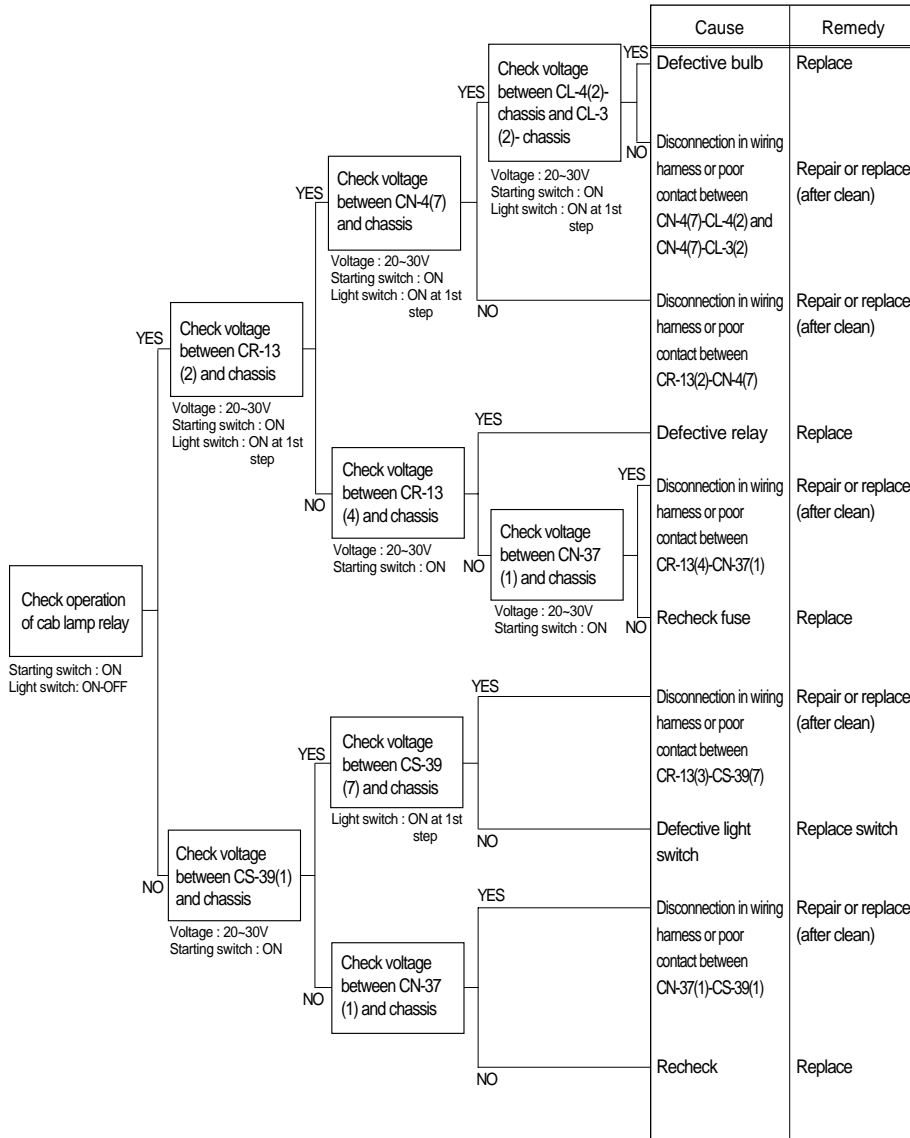 Cause
Remedy
YES
Defective bulb
Replace
Check voltage
between CL-4(2)-
chassis and CL-3
(2)- chassis
YES
NO
Voltage : 20~30V
Starting switch : ON
Light switch : ON at 1st
step
Disconnection in wiring
harness or poor
contact between
CN-4(7)-CL-4(2) and
CN-4(7)-CL-3(2)
Repair or replace
(after clean)
YES
Check voltage
between CN-4(7)
and chassis
Voltage : 20~30V
Starting switch : ON
Light switch : ON at 1st
step
NO
Disconnection in wiring
harness or poor
contact between
CR-13(2)-CN-4(7)
Repair or replace
(after clean)
YES
Check voltage
between CR-13
(2) and chassis
Voltage : 20~30V
Starting switch : ON
Light switch : ON at 1st
step
YES
Defective relay
Replace
NO
Check voltage
between CR-13
(4) and chassis
Voltage : 20~30V
Starting switch : ON
YES
Disconnection in wiring
harness or poor
contact between
CR-13(4)-CN-37(1)
Repair or replace
(after clean)
NO
Check voltage
between CN-37
(1) and chassis
Voltage : 20~30V
Starting switch : ON
NO
Recheck fuse
Replace
Check operation
of cab lamp relay
Starting switch : ON
Light switch: ON-OFF
YES
Disconnection in wiring
harness or poor
contact between
CR-13(3)-CS-39(7)
Repair or replace
(after clean)
YES
Check voltage
between CS-39
(7) and chassis
Light switch : ON at 1st
step
NO
Defective light
switch
Replace switch
NO
Check voltage
between CS-39(1)
and chassis
Voltage : 20~30V
Starting switch : ON
YES
Disconnection in wiring
harness or poor
contact between
CN-37(1)-CS-39(1)
Repair or replace
(after clean)
NO
Check voltage
between CN-37
(1) and chassis
NO
Recheck
Replace